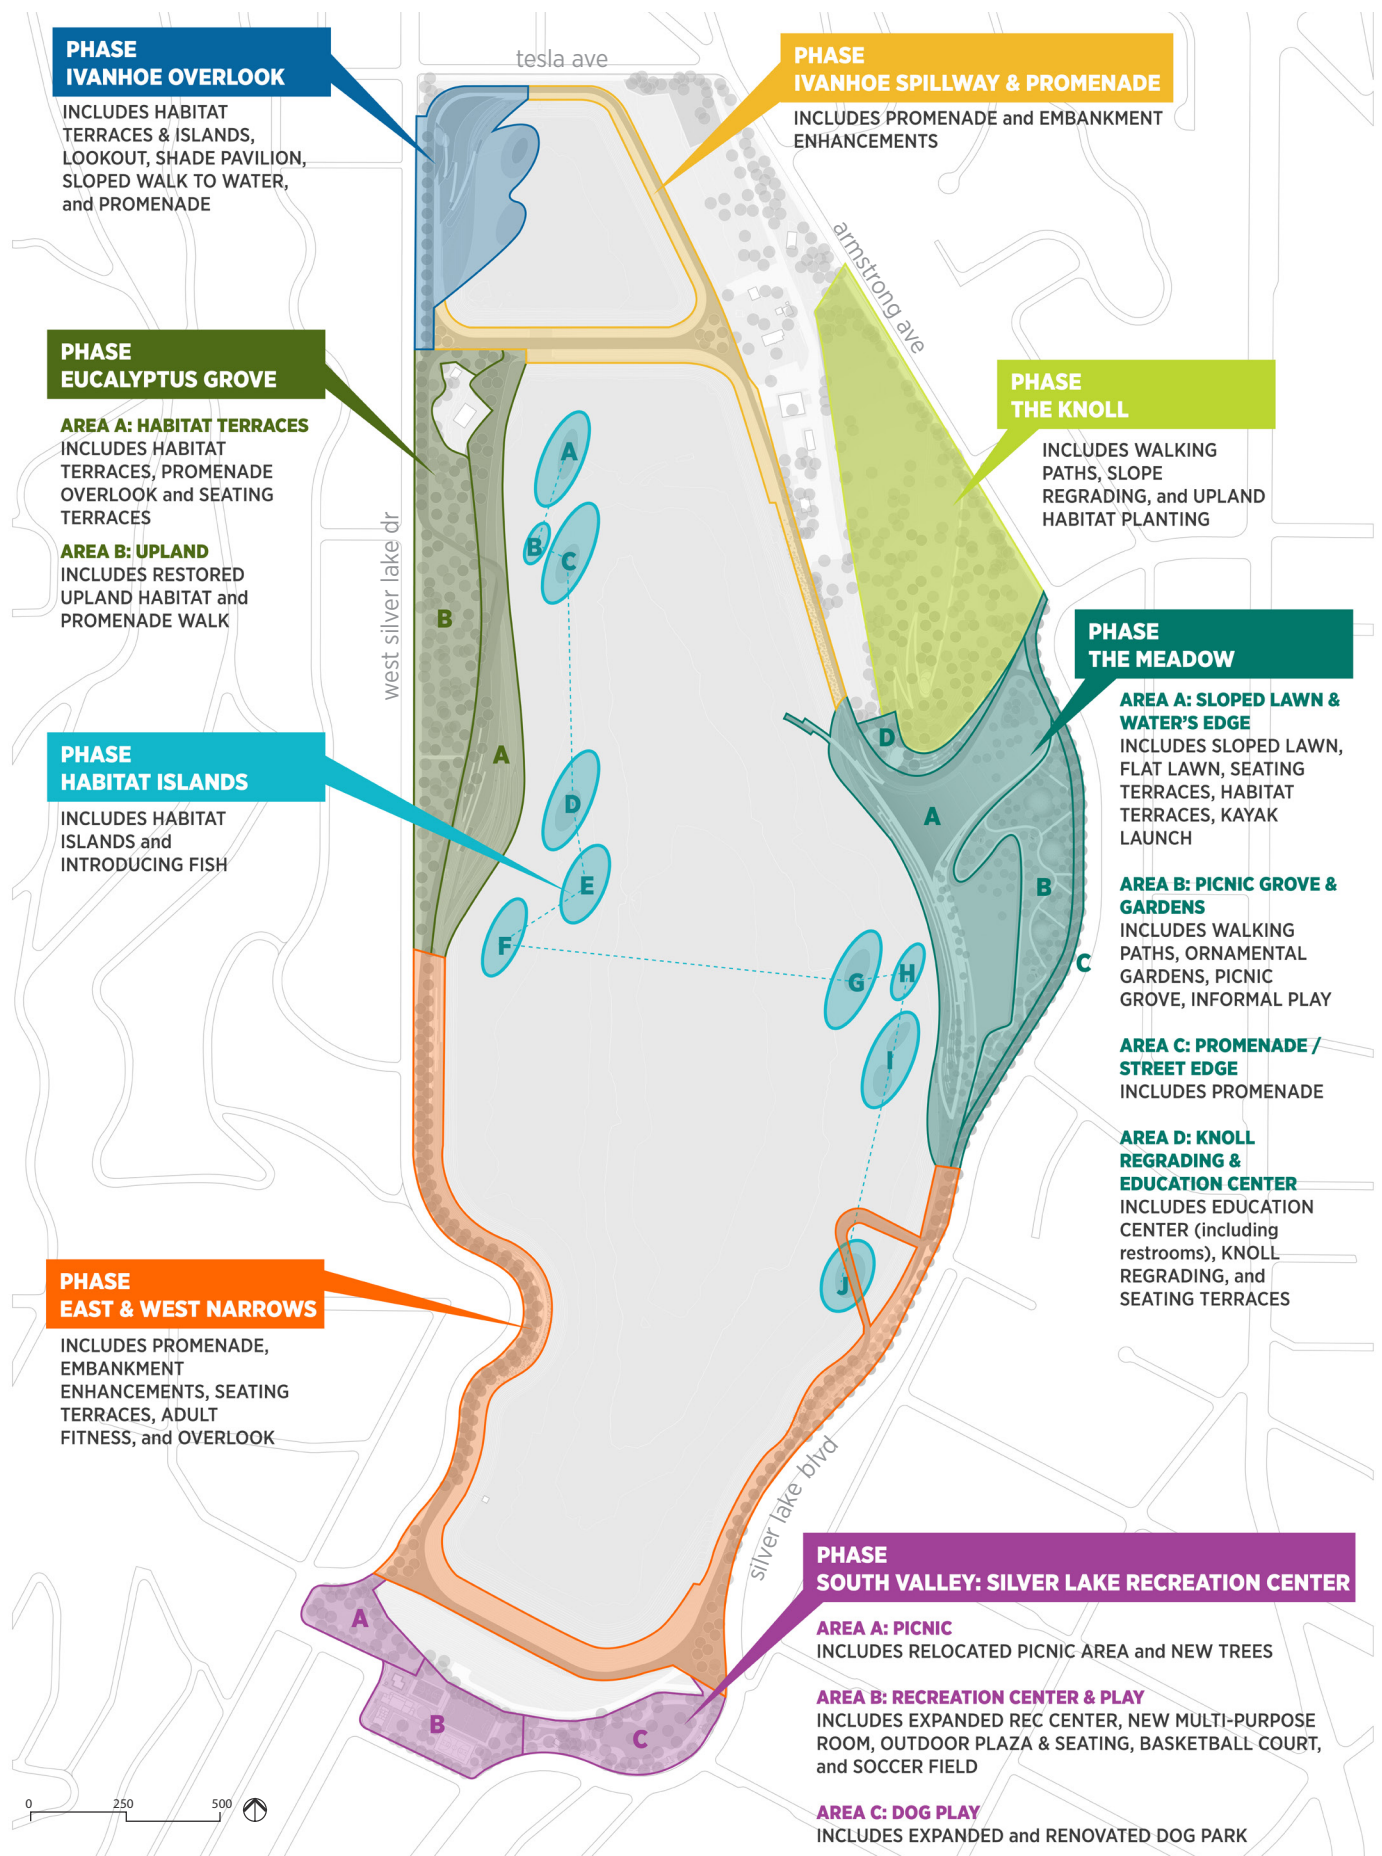 tesla ave
PHASE
IVANHOE OVERLOOK
INCLUDES HABITAT
TERRACES & ISLANDS,
LOOKOUT, SHADE PAVILION,
SLOPED WALK TO WATER,
and PROMENADE
PHASE
IVANHOE SPILLWAY & PROMENADE
INCLUDES PROMENADE and EMBANKMENT
ENHANCEMENTS
armstrong ave
PHASE
EUCALYPTUS GROVE
AREA A: HABITAT TERRACES
INCLUDES HABITAT
TERRACES, PROMENADE
OVERLOOK and SEATING
TERRACES
AREA B: UPLAND
INCLUDES RESTORED
UPLAND HABITAT and
PROMENADE WALK
west silver lake dr
B
A
PHASE
THE KNOLL
INCLUDES WALKING
PATHS, SLOPE
REGRADING, and UPLAND
HABITAT PLANTING
PHASE
HABITAT ISLANDS
INCLUDES HABITAT
ISLANDS and
INTRODUCING FISH
A
B
C
D
E
F
G
H
I
J
PHASE
THE MEADOW
AREA A: SLOPED LAWN &
WATER'S EDGE
INCLUDES SLOPED LAWN,
FLAT LAWN, SEATING
TERRACES, HABITAT
TERRACES, KAYAK
LAUNCH
AREA B: PICNIC GROVE &
GARDENS
INCLUDES WALKING
PATHS, ORNAMENTAL
GARDENS, PICNIC
GROVE, INFORMAL PLAY
AREA C: PROMENADE /
STREET EDGE
INCLUDES PROMENADE
AREA D: KNOLL
REGRADING &
EDUCATION CENTER
INCLUDES EDUCATION
CENTER (including
restrooms), KNOLL
REGRADING, and
SEATING TERRACES
D
A
B
C
PHASE
EAST & WEST NARROWS
INCLUDES PROMENADE,
EMBANKMENT
ENHANCEMENTS, SEATING
TERRACES, ADULT
FITNESS, and OVERLOOK
silver lake blvd
PHASE
SOUTH VALLEY: SILVER LAKE RECREATION CENTER
AREA A: PICNIC
INCLUDES RELOCATED PICNIC AREA and NEW TREES
AREA B: RECREATION CENTER & PLAY
INCLUDES EXPANDED REC CENTER, NEW MULTI-PURPOSE
ROOM, OUTDOOR PLAZA & SEATING, BASKETBALL COURT,
and SOCCER FIELD
AREA C: DOG PLAY
INCLUDES EXPANDED and RENOVATED DOG PARK
A
B
C
0 250 500